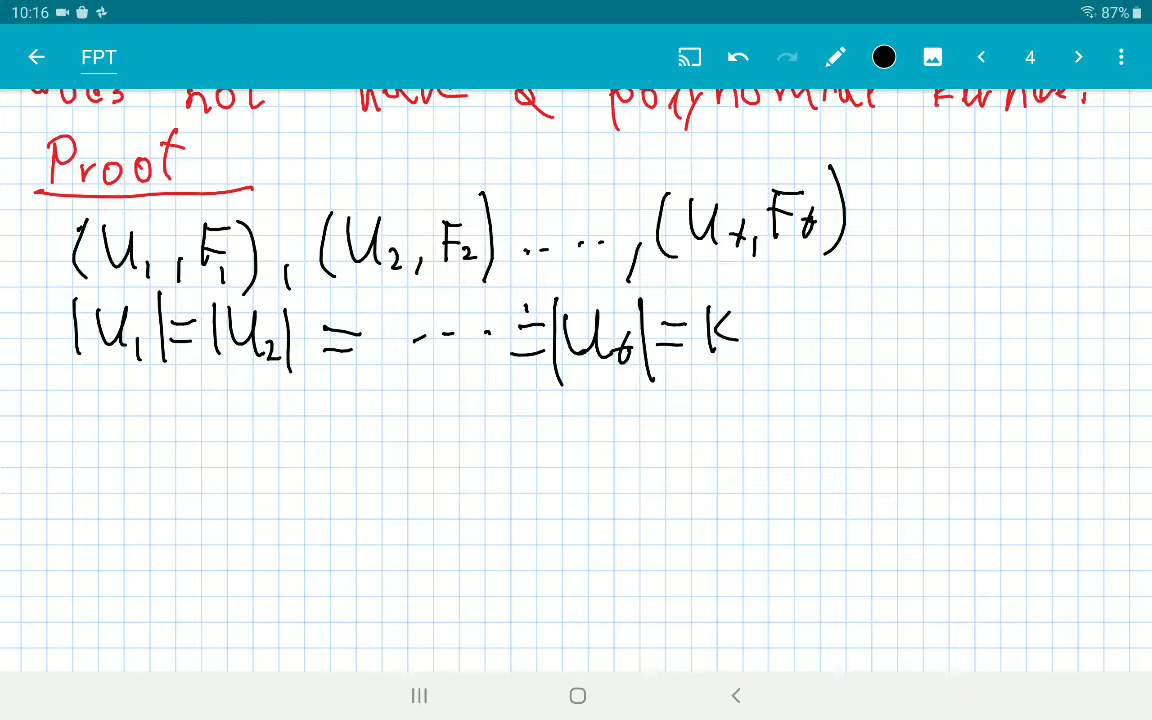 10:16 87%
FPT 4
does not have a polynomial kernel.
Proof
(U₁, F₁), (U₂, F₂) ....., (Uₜ, Fₜ)
|U₁| = |U₂| = .... = |Uₜ| = K